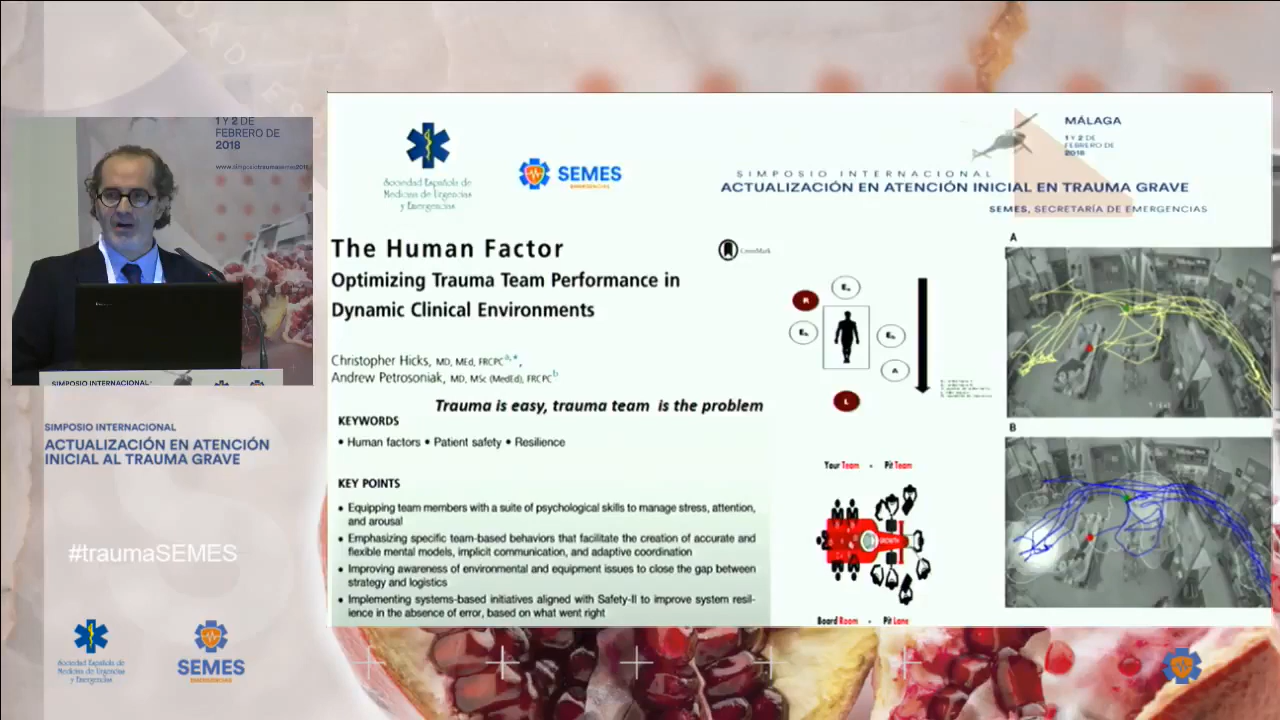 1 Y 2 DE
FEBRERO DE
2018
SIMPOSIO INTERNACIONAL
SIMPOSIO INTERNACIONAL
ACTUALIZACIÓN EN ATENCIÓN
INICIAL AL TRAUMA GRAVE
#traumaSEMES
Sociedad Española de
Medicina de Urgencias
y Emergencias
SEMES
EMERGENCIAS
Sociedad Española de
Medicina de Urgencias
y Emergencias
SEMES
EMERGENCIAS
MÁLAGA
1 Y 2 DE
FEBRERO DE
2018
SIMPOSIO INTERNACIONAL
ACTUALIZACIÓN EN ATENCIÓN INICIAL EN TRAUMA GRAVE
SEMES, SECRETARÍA DE EMERGENCIAS
The Human Factor
Optimizing Trauma Team Performance in
Dynamic Clinical Environments
CrossMark
Christopher Hicks, MD, MEd, FRCPC a,*,
Andrew Petrosoniak, MD, MSc (MedEd), FRCPC b
Trauma is easy, trauma team is the problem
KEYWORDS
• Human factors • Patient safety • Resilience
KEY POINTS
• Equipping team members with a suite of psychological skills to manage stress, attention,
and arousal
• Emphasizing specific team-based behaviors that facilitate the creation of accurate and
flexible mental models, implicit communication, and adaptive coordination
• Improving awareness of environmental and equipment issues to close the gap between
strategy and logistics
• Implementing systems-based initiatives aligned with Safety-II to improve system resil-
ience in the absence of error, based on what went right
R
A
L
Your Team - Pit Team
GROWTH
Board Room - Pit Lane
A
B